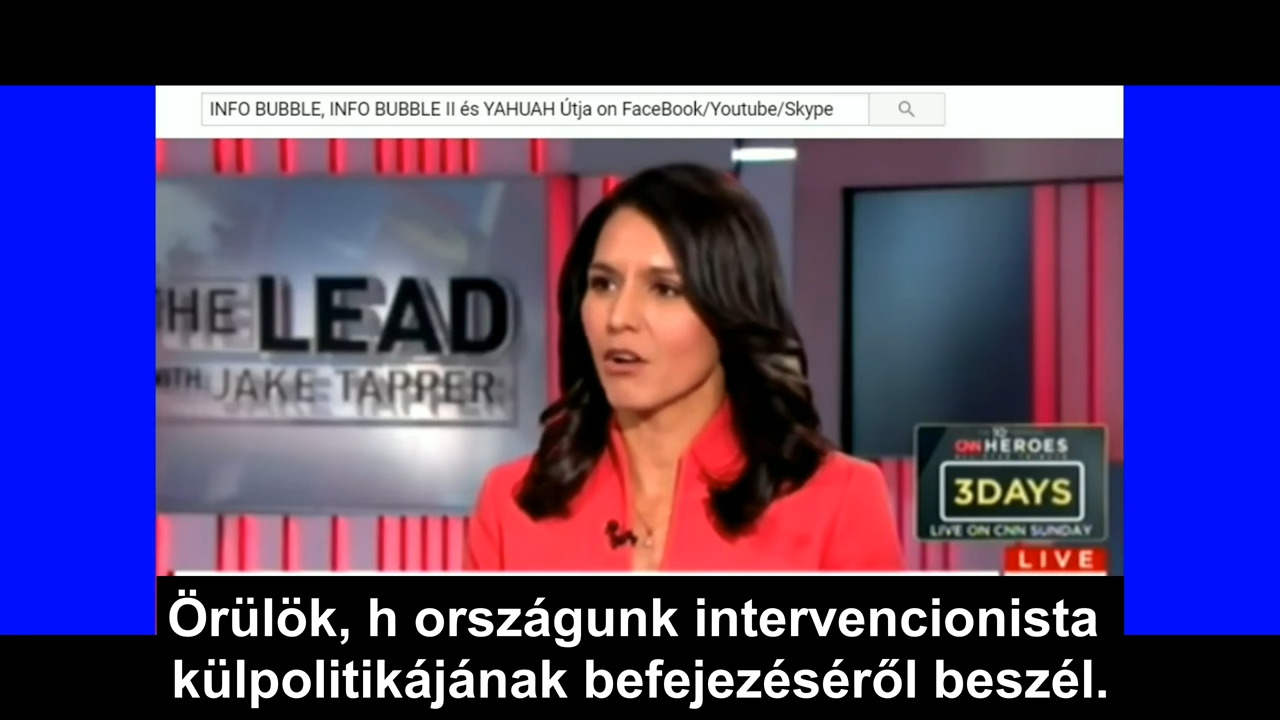 INFO BUBBLE, INFO BUBBLE II és YAHUAH Útja on FaceBook/Youtube/Skype
THE LEAD
WITH JAKE TAPPER
CNN HEROES
3DAYS
LIVE ON CNN SUNDAY
LIVE
Örülök, h országunk intervencionista
külpolitikájának befejezéséről beszél.